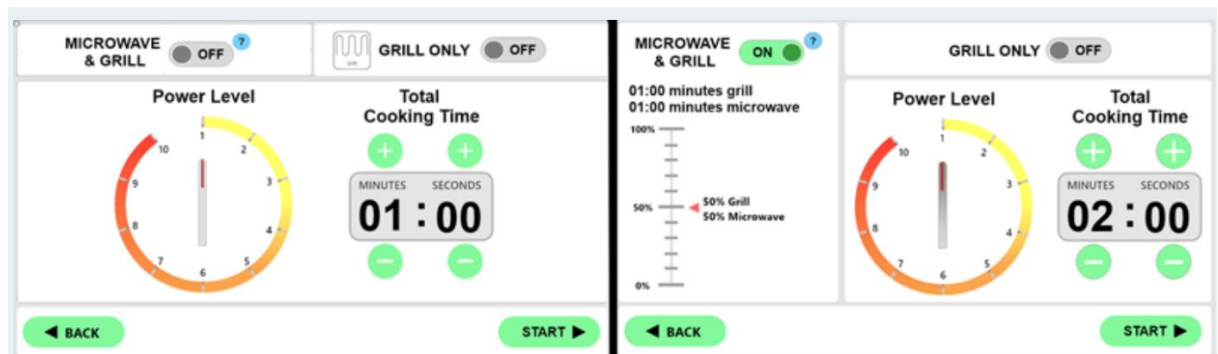 MICROWAVE
& GRILL
OFF
?
GRILL ONLY
OFF
Power Level
1
2
3
4
5
6
7
8
9
10
Total
Cooking Time
+
+
MINUTES SECONDS
01 : 00
−
−
◀ BACK
START ▶
MICROWAVE
& GRILL
ON
?
01:00 minutes grill
01:00 minutes microwave
100%
50%
50% Grill
50% Microwave
0%
GRILL ONLY
OFF
Power Level
1
2
3
4
5
6
7
8
9
10
Total
Cooking Time
+
+
MINUTES SECONDS
02 : 00
−
−
◀ BACK
START ▶